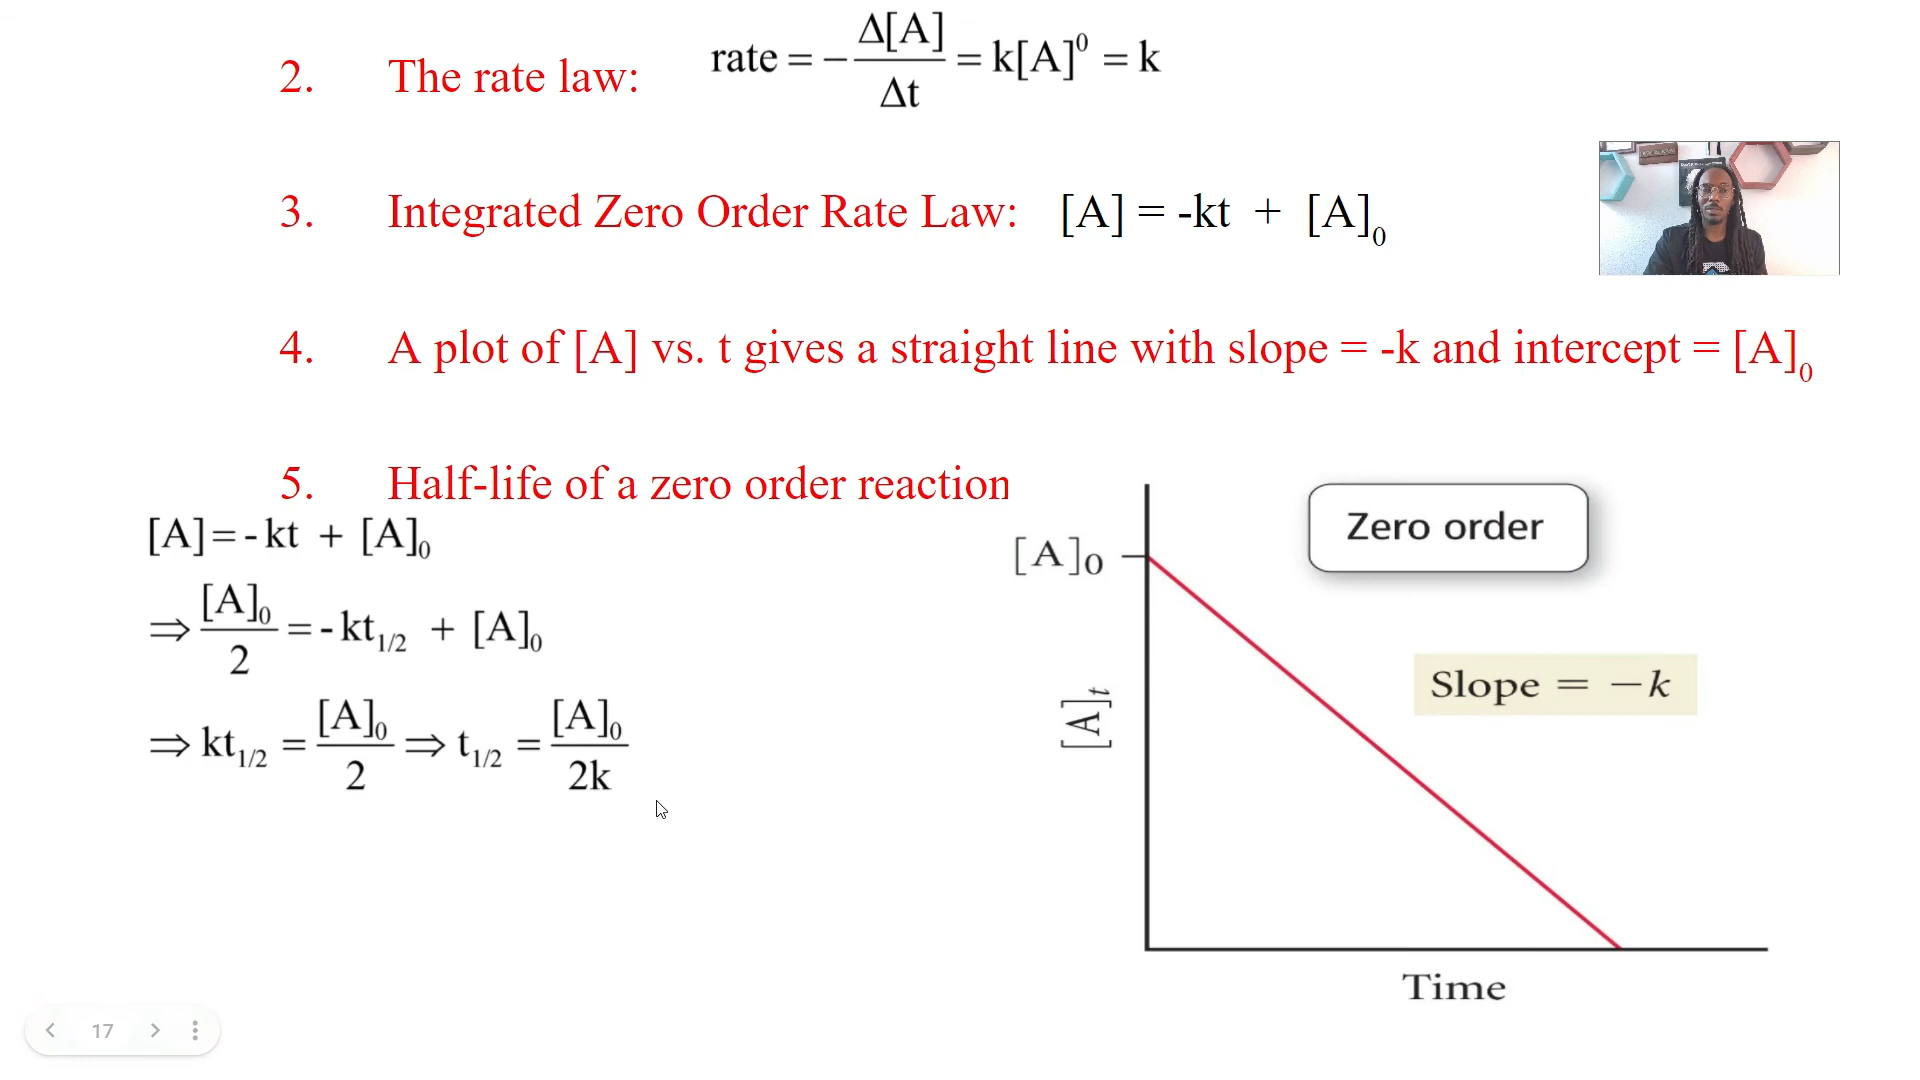 2. The rate law: rate = -Δ[A]/Δt = k[A]⁰ = k
3. Integrated Zero Order Rate Law: [A] = -kt + [A]₀
4. A plot of [A] vs. t gives a straight line with slope = -k and intercept = [A]₀
5. Half-life of a zero order reaction
[A]= - kt + [A]₀
⇒ [A]₀/2 = - kt₁/₂ + [A]₀
⇒ kt₁/₂ = [A]₀/2 ⇒ t₁/₂ = [A]₀/2k
Zero order
[A]₀
Slope = −k
[A]ₜ
Time
17